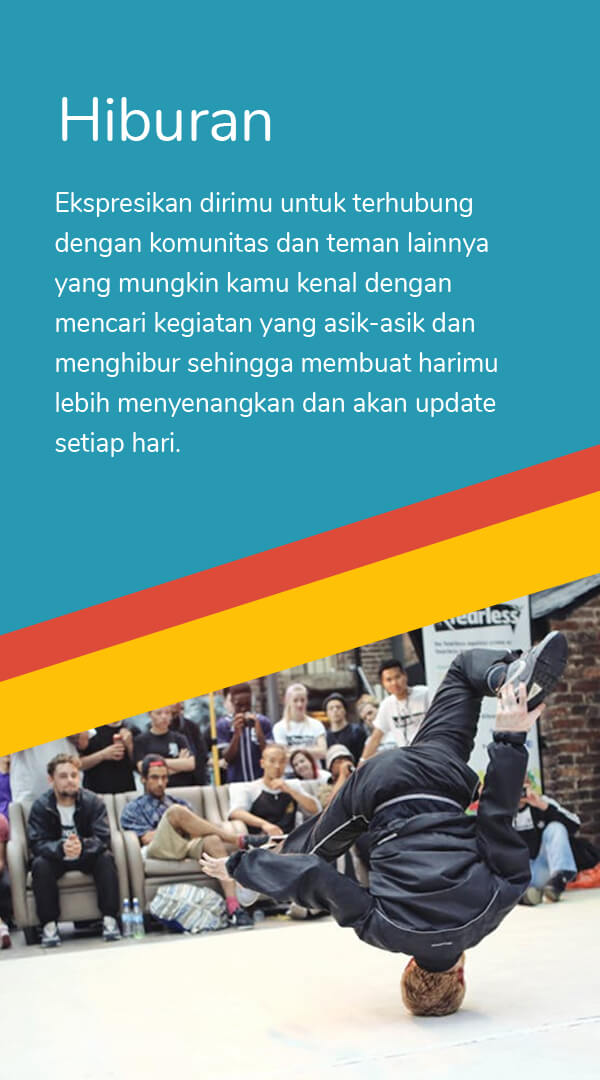 Hiburan
Ekspresikan dirimu untuk terhubung
dengan komunitas dan teman lainnya
yang mungkin kamu kenal dengan
mencari kegiatan yang asik-asik dan
menghibur sehingga membuat harimu
lebih menyenangkan dan akan update
setiap hari.
fearless